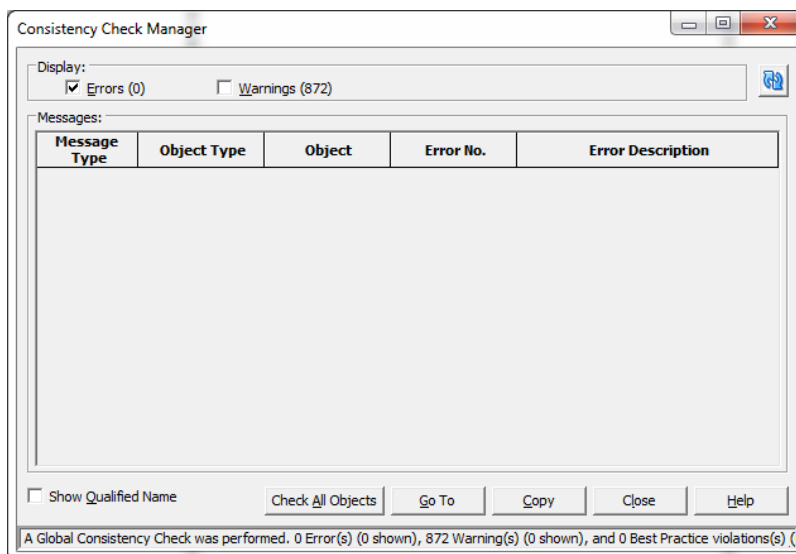 Consistency Check Manager
Display:
Errors (0) Warnings (872)
Messages:
Message Type Object Type Object Error No. Error Description
Show Qualified Name Check All Objects Go To Copy Close Help
A Global Consistency Check was performed. 0 Error(s) (0 shown), 872 Warning(s) (0 shown), and 0 Best Practice violations(s) (